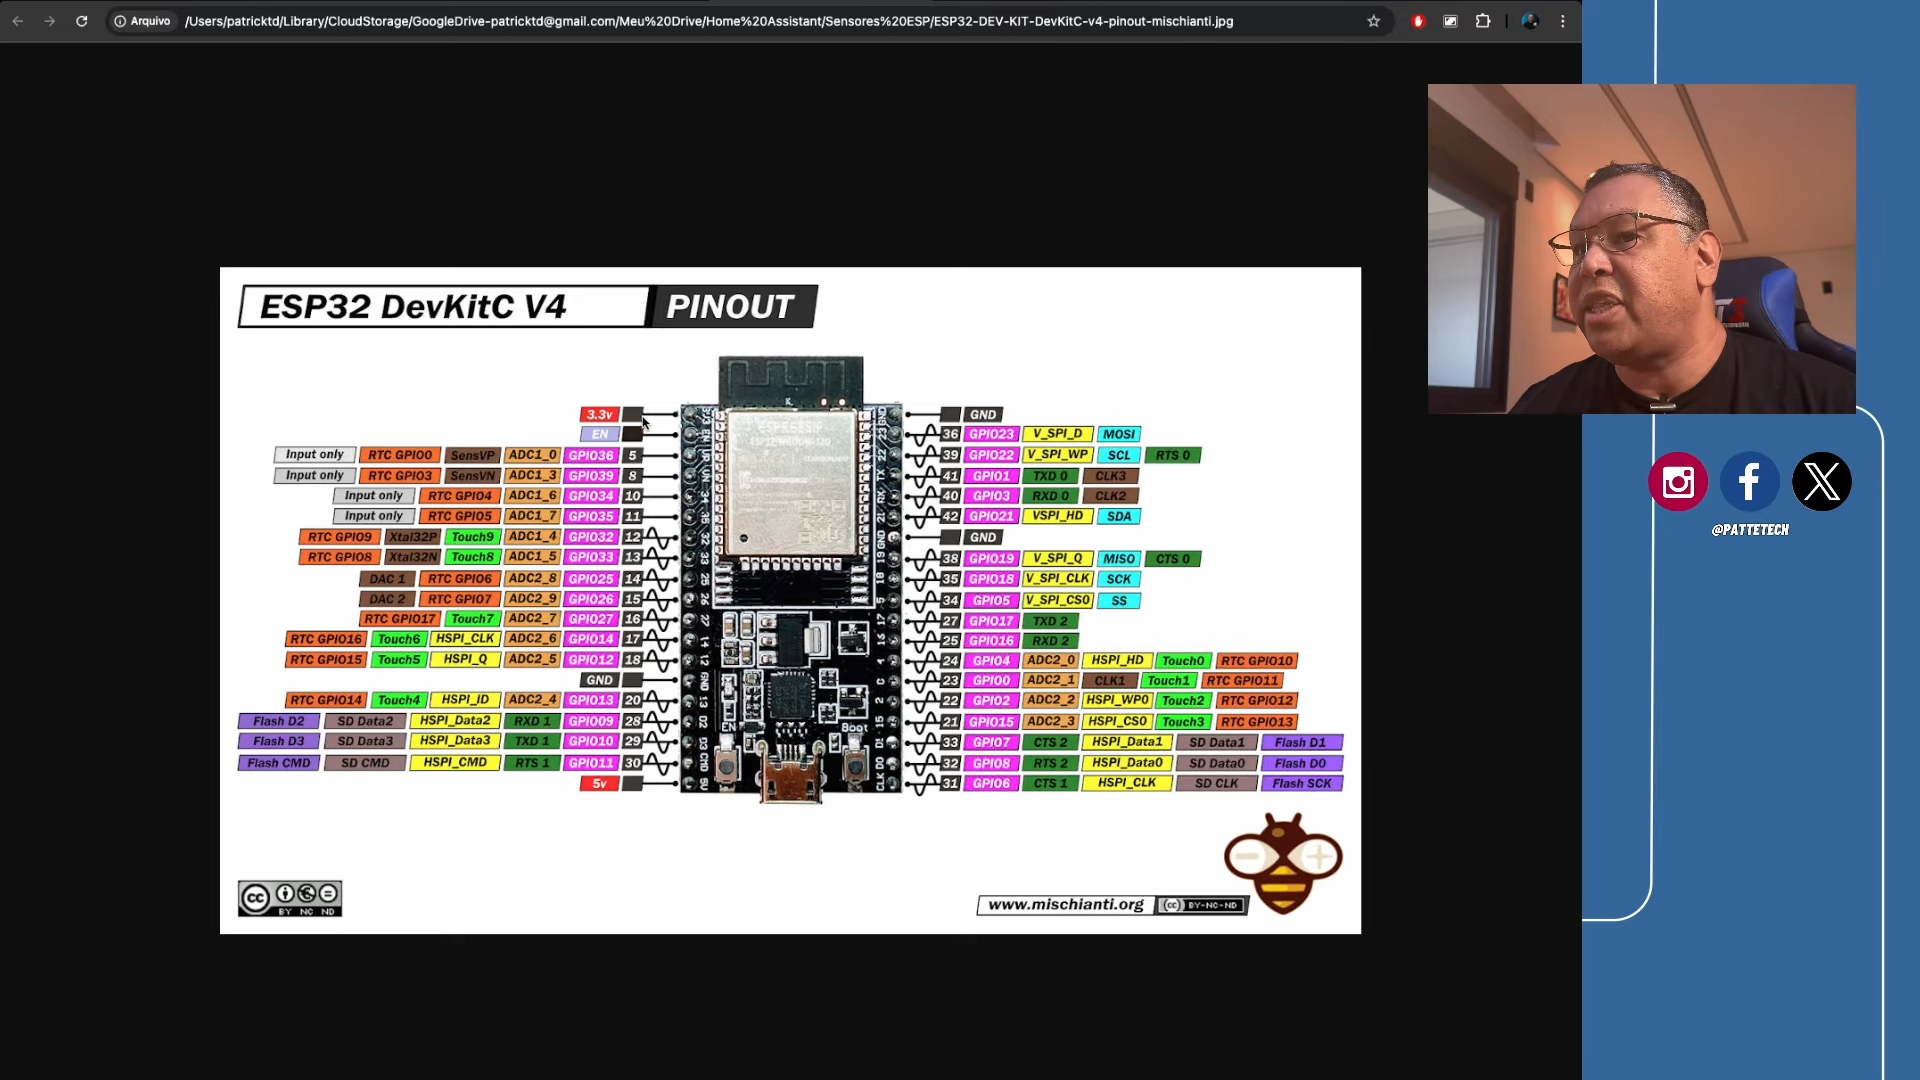 Arquivo /Users/patricktd/Library/CloudStorage/GoogleDrive-patricktd@gmail.com/Meu%20Drive/Home%20Assistant/Sensores%20ESP/ESP32-DEV-KIT-DevKitC-v4-pinout-mischianti.jpg
ESP32 DevKitC V4 PINOUT
3.3v
EN
Input only RTC GPIO0 SensVP ADC1_0 GPIO36 5
Input only RTC GPIO3 SensVN ADC1_3 GPIO39 8
Input only RTC GPIO4 ADC1_6 GPIO34 10
Input only RTC GPIO5 ADC1_7 GPIO35 11
RTC GPIO9 Xtal32P Touch9 ADC1_4 GPIO32 12
RTC GPIO8 Xtal32N Touch8 ADC1_5 GPIO33 13
DAC 1 RTC GPIO6 ADC2_8 GPIO25 14
DAC 2 RTC GPIO7 ADC2_9 GPIO26 15
RTC GPIO17 Touch7 ADC2_7 GPIO27 16
RTC GPIO16 Touch6 HSPI_CLK ADC2_6 GPIO14 17
RTC GPIO15 Touch5 HSPI_Q ADC2_5 GPIO12 18
GND
RTC GPIO14 Touch4 HSPI_ID ADC2_4 GPIO13 20
Flash D2 SD Data2 HSPI_Data2 RXD 1 GPIO09 28
Flash D3 SD Data3 HSPI_Data3 TXD 1 GPIO10 29
Flash CMD SD CMD HSPI_CMD RTS 1 GPIO11 30
5v
EN
Boot
GND
36 GPIO23 V_SPI_D MOSI
39 GPIO22 V_SPI_WP SCL RTS 0
41 GPIO1 TXD 0 CLK3
40 GPIO3 RXD 0 CLK2
42 GPIO21 VSPI_HD SDA
GND
38 GPIO19 V_SPI_Q MISO CTS 0
35 GPIO18 V_SPI_CLK SCK
34 GPIO5 V_SPI_CS0 SS
27 GPIO17 TXD 2
25 GPIO16 RXD 2
24 GPIO4 ADC2_0 HSPI_HD Touch0 RTC GPIO10
23 GPIO0 ADC2_1 CLK1 Touch1 RTC GPIO11
22 GPIO2 ADC2_2 HSPI_WP0 Touch2 RTC GPIO12
21 GPIO15 ADC2_3 HSPI_CS0 Touch3 RTC GPIO13
33 GPIO7 CTS 2 HSPI_Data1 SD Data1 Flash D1
32 GPIO8 RTS 2 HSPI_Data0 SD Data0 Flash D0
31 GPIO6 CTS 1 HSPI_CLK SD CLK Flash SCK
cc BY NC ND
www.mischianti.org cc BY-NC-ND
@PATTETECH